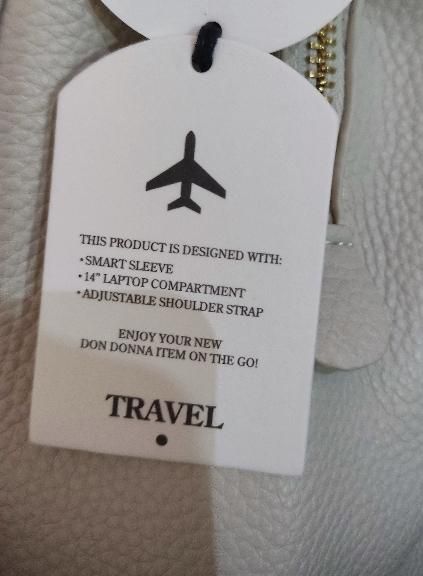 THIS PRODUCT IS DESIGNED WITH:
•SMART SLEEVE
•14" LAPTOP COMPARTMENT
•ADJUSTABLE SHOULDER STRAP
ENJOY YOUR NEW
DON DONNA ITEM ON THE GO!
TRAVEL